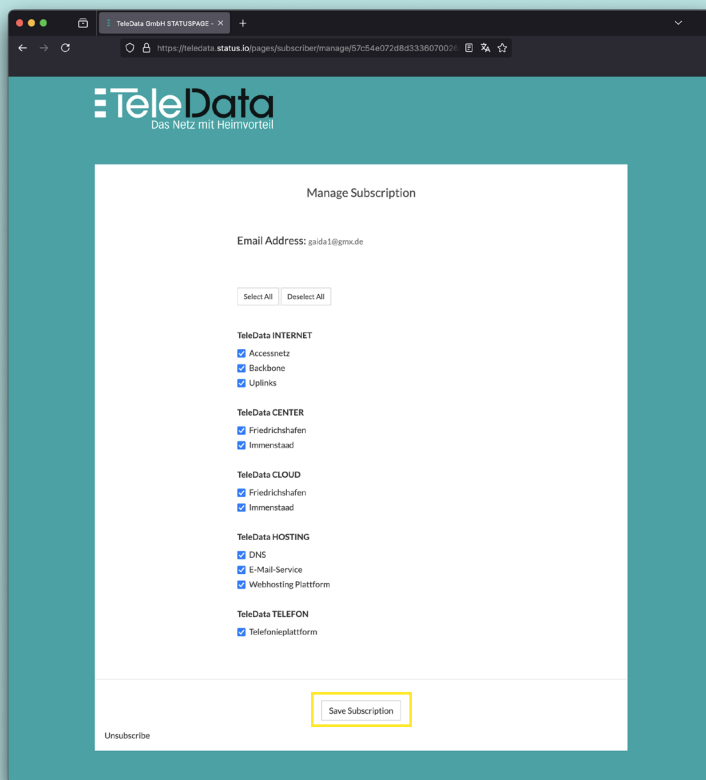 TeleData GmbH STATUSPAGE -
https://teledata.status.io/pages/subscriber/manage/57c54e072d8d3336070026
TeleData
Das Netz mit Heimvorteil
Manage Subscription
Email Address: gaida1@gmx.de
Select All Deselect All
TeleData INTERNET
Accessnetz
Backbone
Uplinks
TeleData CENTER
Friedrichshafen
Immenstaad
TeleData CLOUD
Friedrichshafen
Immenstaad
TeleData HOSTING
DNS
E-Mail-Service
Webhosting Plattform
TeleData TELEFON
Telefonieplattform
Save Subscription
Unsubscribe